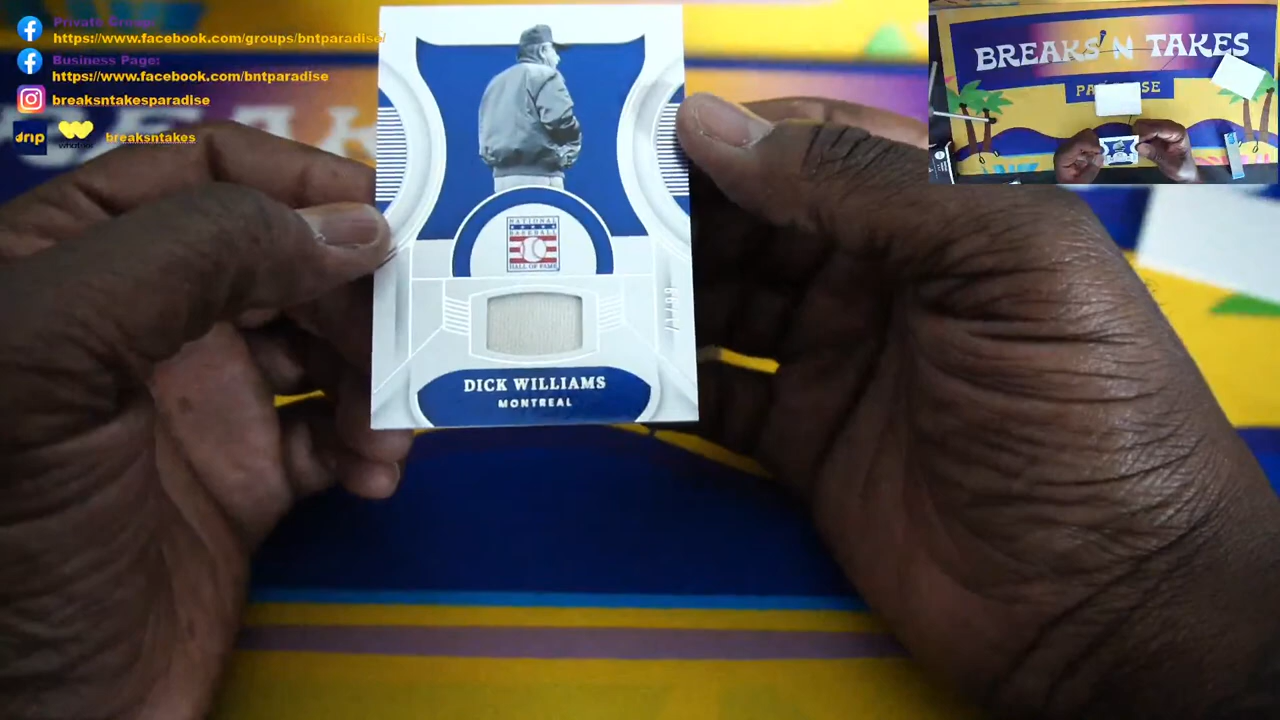 Private Group:
https://www.facebook.com/groups/bntparadise/
Business Page:
https://www.facebook.com/bntparadise
breaksntakesparadise
drip
whatnot
breaksntakes
BREAKS'N TAKES
NATIONAL
BASEBALL
HALL OF FAME
DICK WILLIAMS
MONTREAL